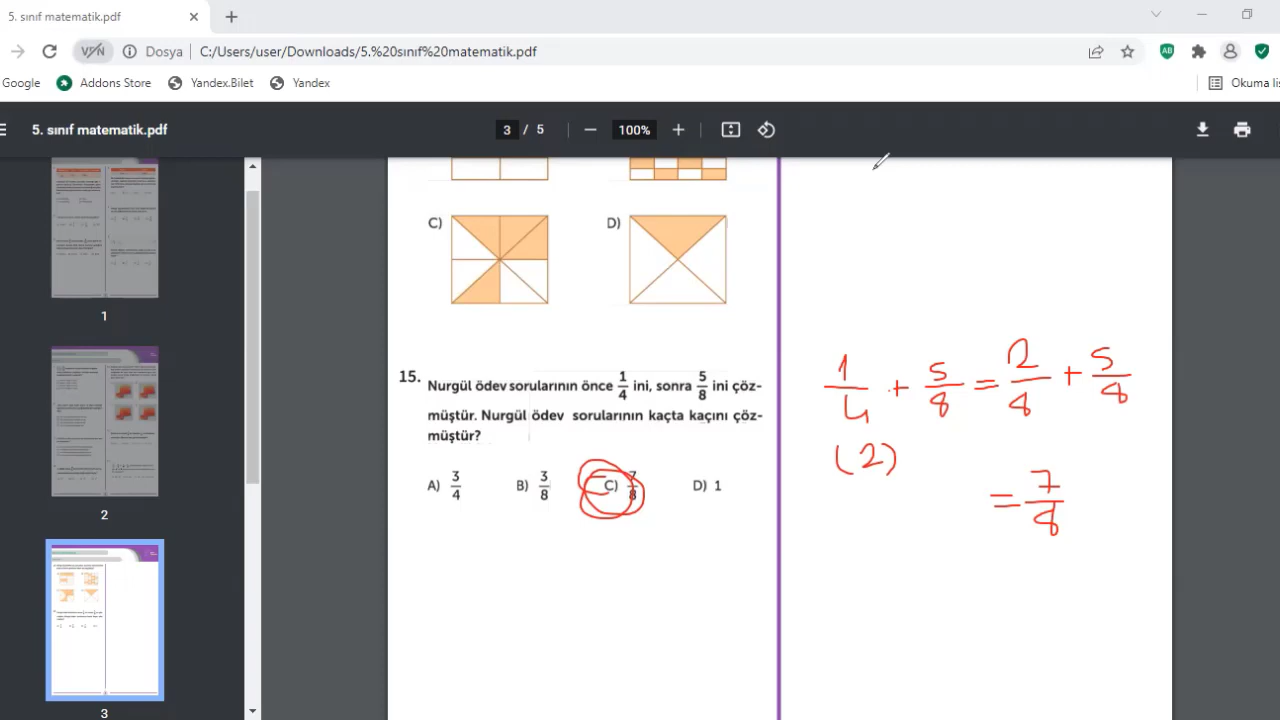 5. sınıf matematik.pdf
VPN Dosya C:/Users/user/Downloads/5.%20sınıf%20matematik.pdf AB
Google Addons Store Yandex.Bilet Yandex Okuma lis
5. sınıf matematik.pdf 3 / 5 100%
1
2
3
C) D)
15. Nurgül ödev sorularının önce 1/4 ini, sonra 5/8 ini çöz-
müştür. Nurgül ödev sorularının kaçta kaçını çöz-
müştür?
A) 3/4 B) 3/8 C) 7/8 D) 1
1/4 + 5/8 = 2/8 + 5/8
(2)
= 7/8